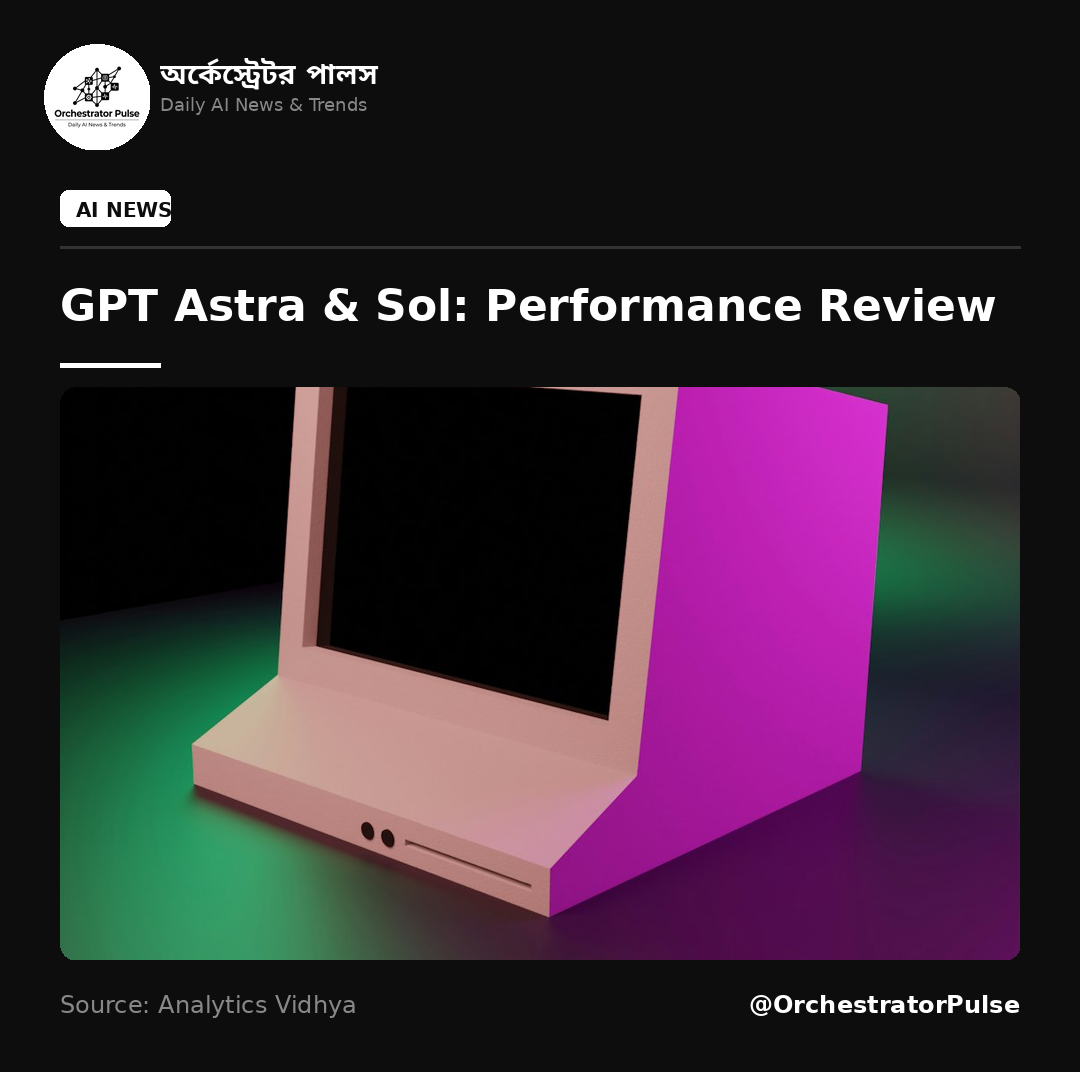 Orchestrator Pulse
Daily AI News & Trends
অর্কেস্ট্রেটর পালস
Daily AI News & Trends
AI NEWS
GPT Astra & Sol: Performance Review
Source: Analytics Vidhya
@OrchestratorPulse